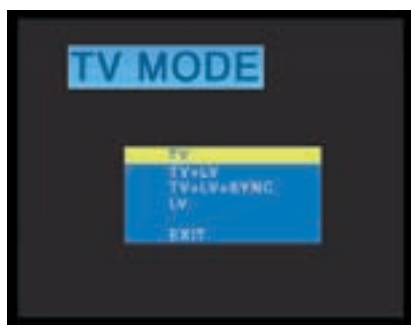 TV MODE
TV
TV+LV
TV+LV+SYNC
LV
EXIT